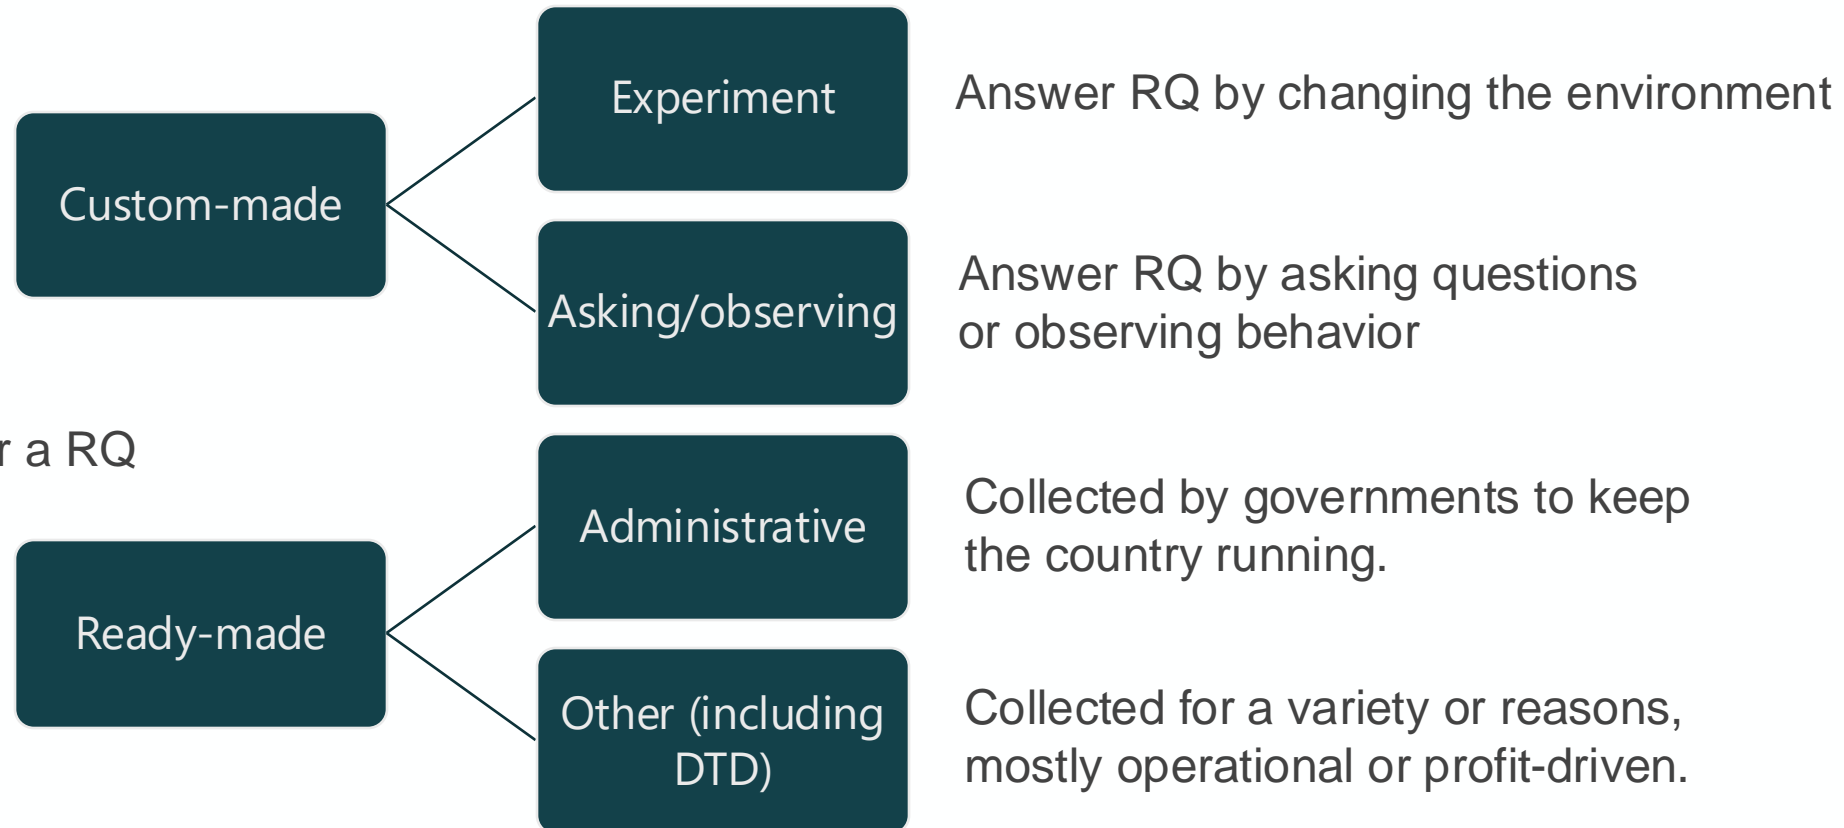 Experiment
Answer RQ by changing the environment
Custom-made
Asking/observing
Answer RQ by asking questions
or observing behavior
r a RQ
Administrative
Collected by governments to keep
the country running.
Ready-made
Other (including
DTD)
Collected for a variety or reasons,
mostly operational or profit-driven.